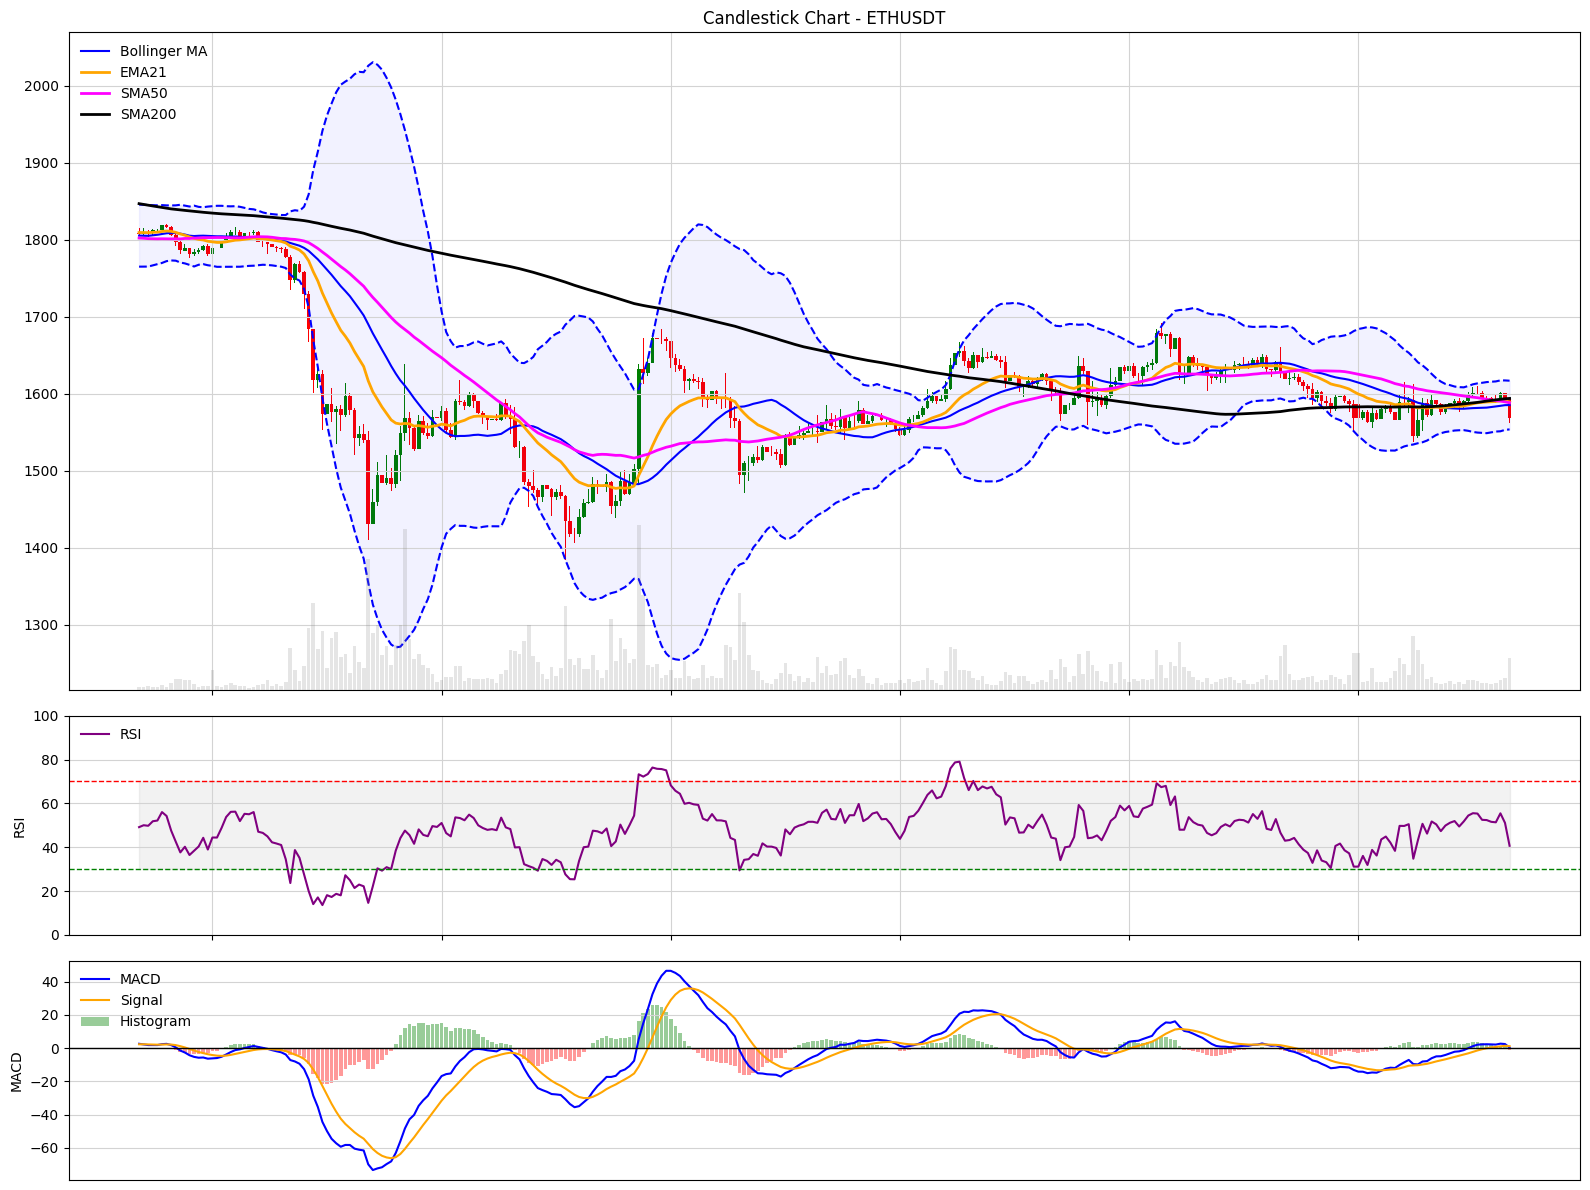 Candlestick Chart - ETHUSDT
Bollinger MA
EMA21
SMA50
SMA200
2000
1900
1800
1700
1600
1500
1400
1300
100
RSI
80
60
40
20
0
RSI
MACD
Signal
Histogram
40
20
0
−20
−40
−60
MACD